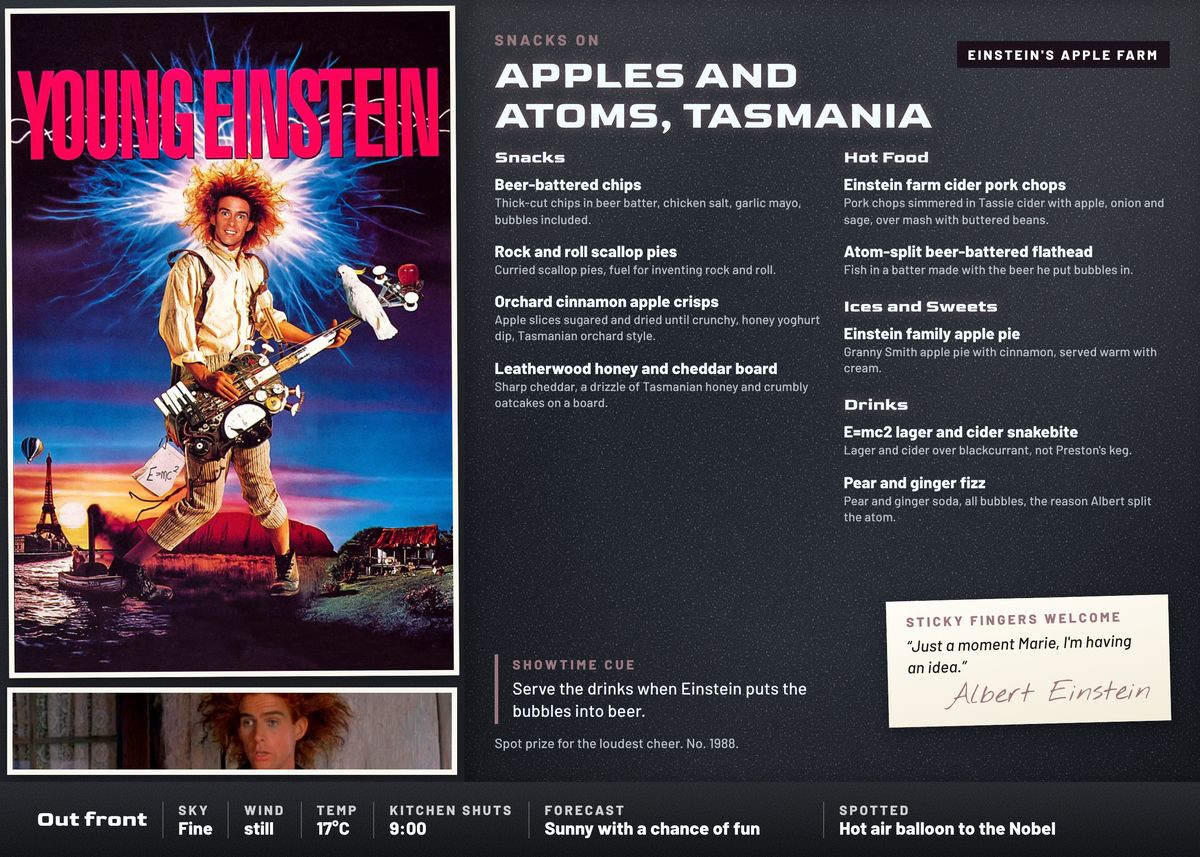 YOUNG EINSTEIN
E=mc²
SNACKS ON
APPLES AND
ATOMS, TASMANIA
EINSTEIN'S APPLE FARM
Snacks
Beer-battered chips
Thick-cut chips in beer batter, chicken salt, garlic mayo,
bubbles included.
Rock and roll scallop pies
Curried scallop pies, fuel for inventing rock and roll.
Orchard cinnamon apple crisps
Apple slices sugared and dried until crunchy, honey yoghurt
dip, Tasmanian orchard style.
Leatherwood honey and cheddar board
Sharp cheddar, a drizzle of Tasmanian honey and crumbly
oatcakes on a board.
Hot Food
Einstein farm cider pork chops
Pork chops simmered in Tassie cider with apple, onion and
sage, over mash with buttered beans.
Atom-split beer-battered flathead
Fish in a batter made with the beer he put bubbles in.
Ices and Sweets
Einstein family apple pie
Granny Smith apple pie with cinnamon, served warm with
cream.
Drinks
E=mc2 lager and cider snakebite
Lager and cider over blackcurrant, not Preston's keg.
Pear and ginger fizz
Pear and ginger soda, all bubbles, the reason Albert split
the atom.
SHOWTIME CUE
Serve the drinks when Einstein puts the
bubbles into beer.
Spot prize for the loudest cheer. No. 1988.
STICKY FINGERS WELCOME
“Just a moment Marie, I'm having
an idea.”
Albert Einstein
Out front
SKY
Fine
WIND
still
TEMP
17°C
KITCHEN SHUTS
9:00
FORECAST
Sunny with a chance of fun
SPOTTED
Hot air balloon to the Nobel